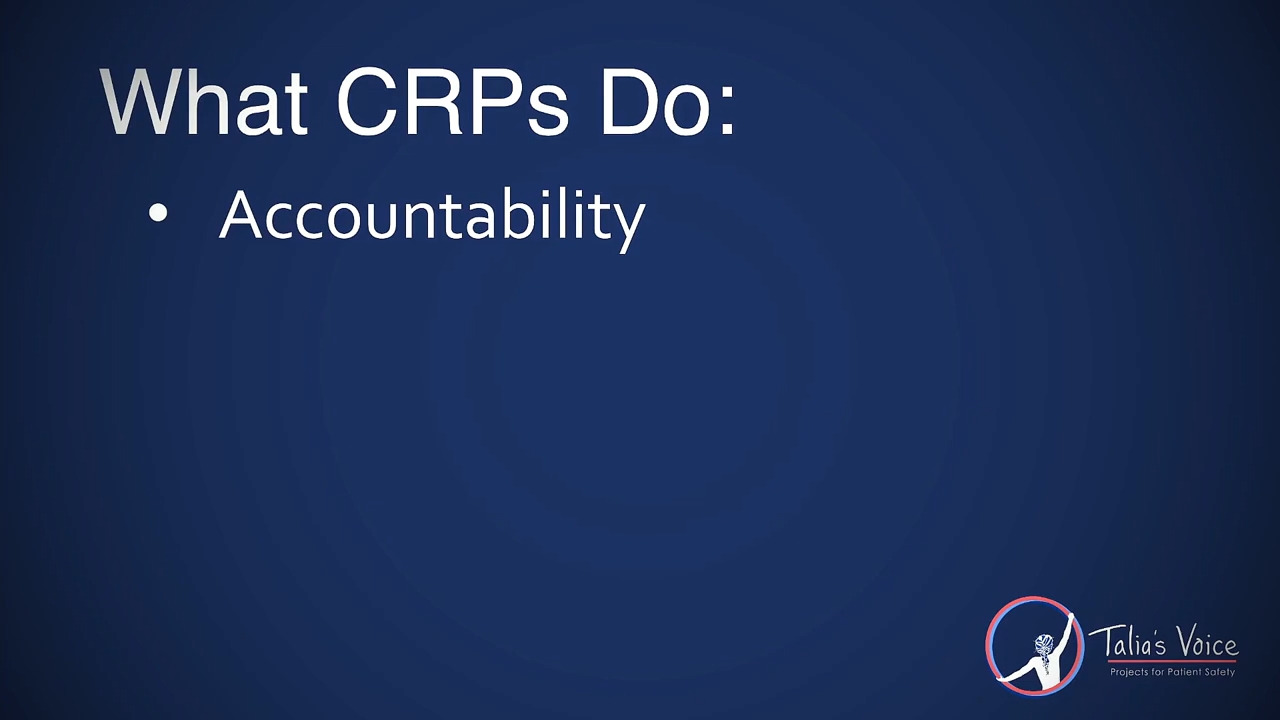 What CRPs Do:
• Accountability
Talia's Voice
Projects for Patient Safety